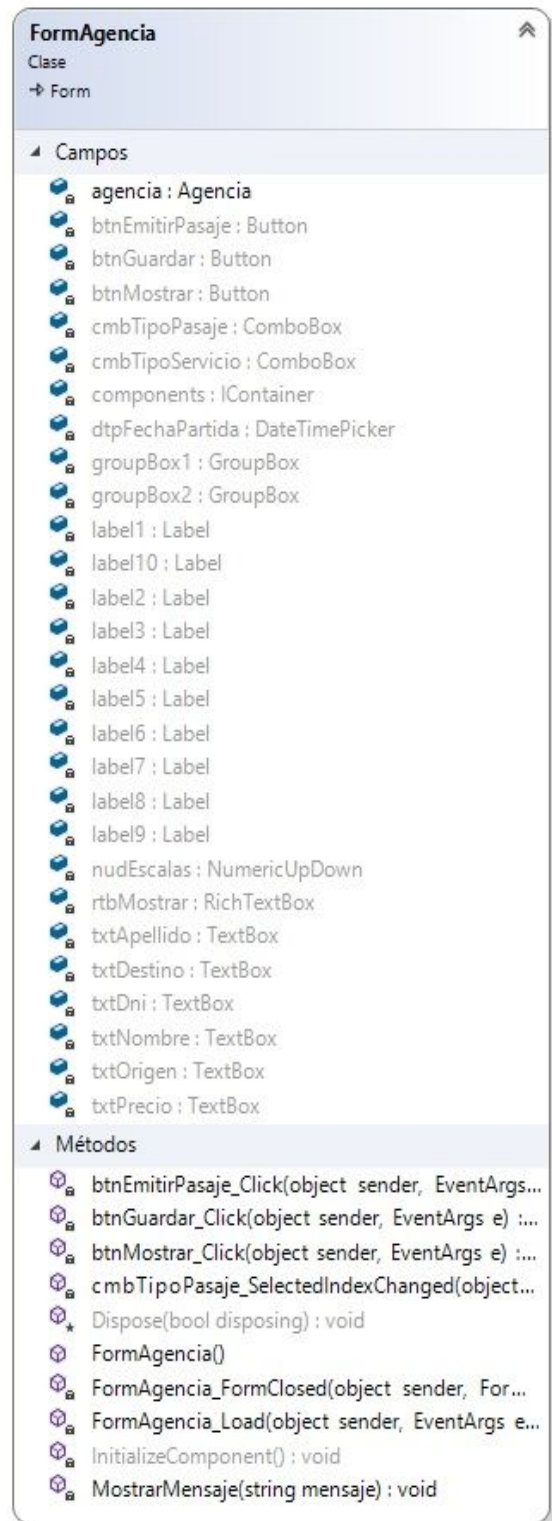 FormAgencia
Clase
Form
Campos
agencia : Agencia
btnEmitirPasaje : Button
btnGuardar : Button
btnMostrar : Button
cmbTipoPasaje : ComboBox
cmbTipoServicio : ComboBox
components : IContainer
dtpFechaPartida : DateTimePicker
groupBox1 : GroupBox
groupBox2 : GroupBox
label1 : Label
label10 : Label
label2 : Label
label3 : Label
label4 : Label
label5 : Label
label6 : Label
label7 : Label
label8 : Label
label9 : Label
nudEscalas : NumericUpDown
rtbMostrar : RichTextBox
txtApellido : TextBox
txtDestino : TextBox
txtDni : TextBox
txtNombre : TextBox
txtOrigen : TextBox
txtPrecio : TextBox
Métodos
btnEmitirPasaje_Click(object sender, EventArgs...
btnGuardar_Click(object sender, EventArgs e) :...
btnMostrar_Click(object sender, EventArgs e) :...
cmbTipoPasaje_SelectedIndexChanged(object...
Dispose(bool disposing) : void
FormAgencia()
FormAgencia_FormClosed(object sender, For...
FormAgencia_Load(object sender, EventArgs e...
InitializeComponent() : void
MostrarMensaje(string mensaje) : void